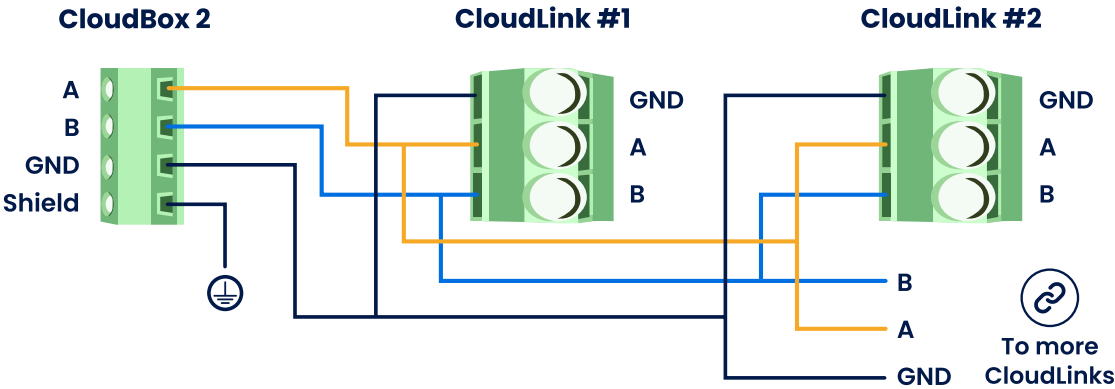 CloudBox 2
CloudLink #1
CloudLink #2
A
B
GND
Shield
GND
A
B
GND
A
B
B
A
GND
To more
CloudLinks